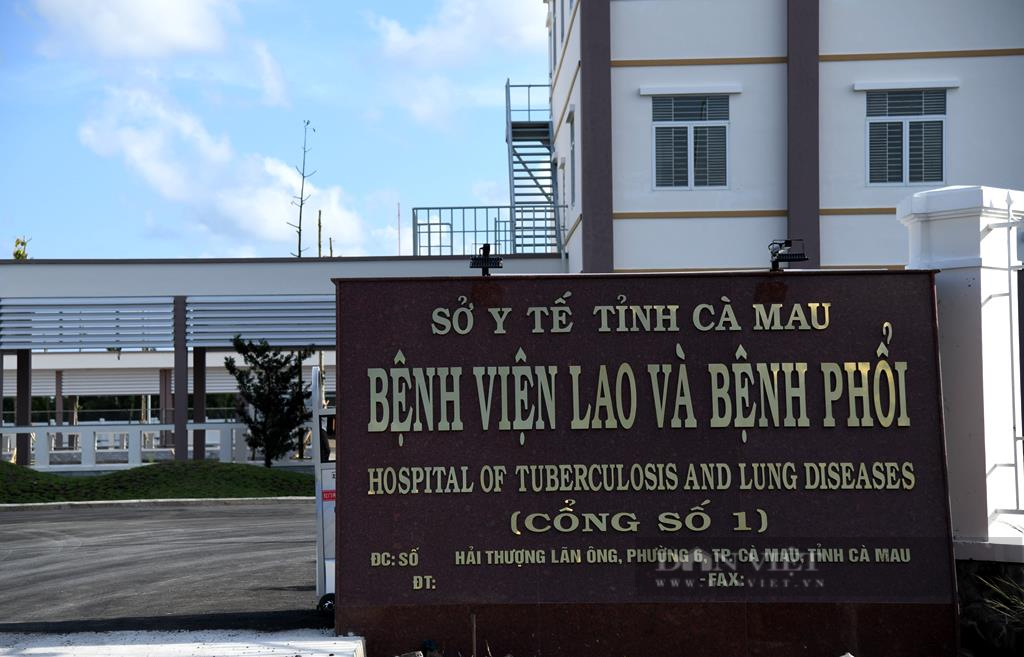 SỞ Y TẾ TỈNH CÀ MAU
BỆNH VIỆN LAO VÀ BỆNH PHỔI
HOSPITAL OF TUBERCULOSIS AND LUNG DISEASES
(CỔNG SỐ 1)
ĐC: SỐ HẢI THƯỢNG LÃN ÔNG, PHƯỜNG 6, TP. CÀ MAU, TỈNH CÀ MAU
ĐT: FAX:
DÂN VIỆT
WWW.DANVIET.VN